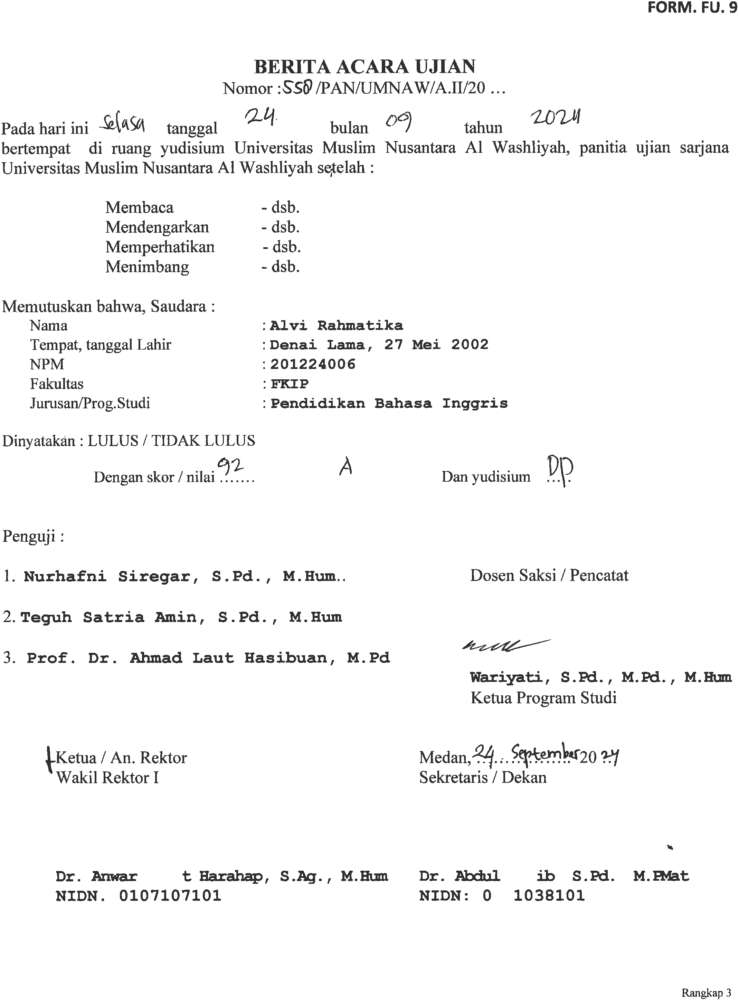 FORM. FU. 9
BERITA ACARA UJIAN
Nomor : 550 /PAN/UMNAW/A.II/20 ...
Pada hari ini Selasa tanggal 24. bulan 09 tahun 2024
bertempat di ruang yudisium Universitas Muslim Nusantara Al Washliyah, panitia ujian sarjana
Universitas Muslim Nusantara Al Washliyah setelah :
Membaca - dsb.
Mendengarkan - dsb.
Memperhatikan - dsb.
Menimbang - dsb.
Memutuskan bahwa, Saudara :
Nama : Alvi Rahmatika
Tempat, tanggal Lahir : Denai Lama, 27 Mei 2002
NPM : 201224006
Fakultas : FKIP
Jurusan/Prog.Studi : Pendidikan Bahasa Inggris
Dinyatakan : LULUS / TIDAK LULUS
Dengan skor / nilai 92 A Dan yudisium DP
Penguji :
1. Nurhafni Siregar, S.Pd., M.Hum.. Dosen Saksi / Pencatat
2. Teguh Satria Amin, S.Pd., M.Hum
3. Prof. Dr. Ahmad Laut Hasibuan, M.Pd
Wariyati, S.Pd., M.Pd., M.Hum
Ketua Program Studi
Ketua / An. Rektor Medan, 24 September 2024
Wakil Rektor I Sekretaris / Dekan
Dr. Anwar t Harahap, S.Ag., M.Hum Dr. Abdul ib S.Pd. M.PMat
NIDN. 0107107101 NIDN: 0 1038101
Rangkap 3